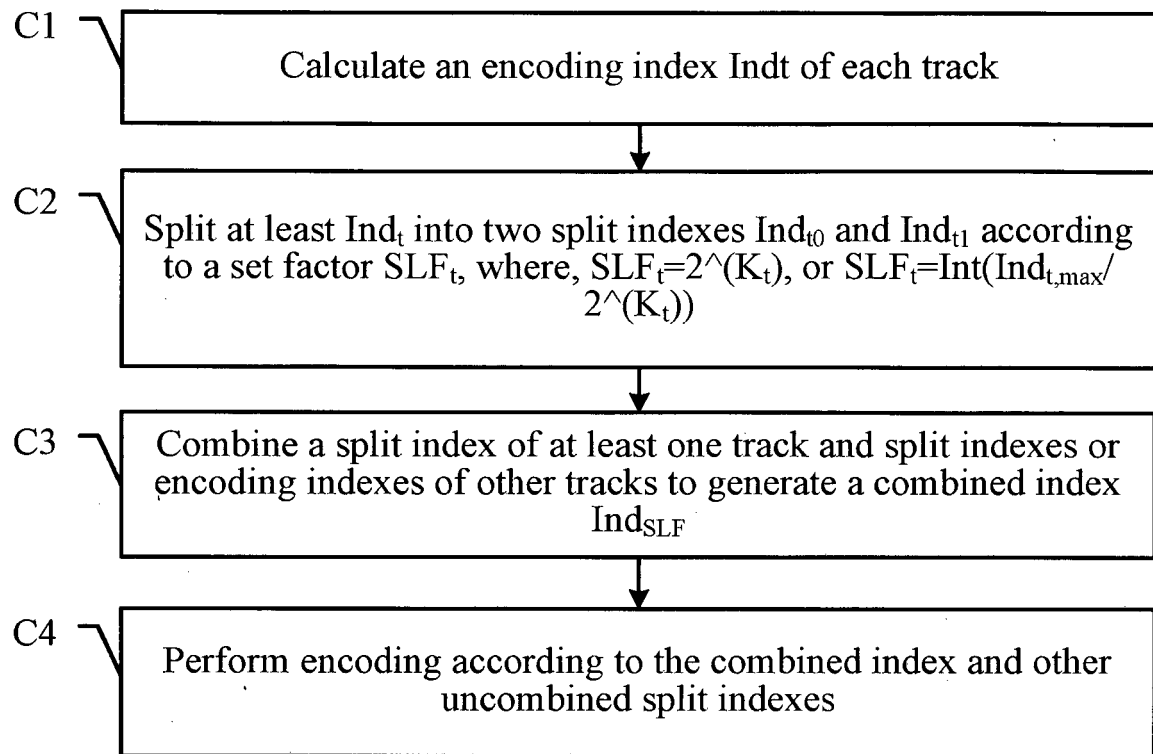 C1
Calculate an encoding index Indt of each track
C2
Split at least Indₜ into two split indexes Indₜ₀ and Indₜ₁ according
to a set factor SLFₜ, where, SLFₜ=2^(Kₜ), or SLFₜ=Int(Indₜ,ₘₐₓ/
2^(Kₜ))
C3
Combine a split index of at least one track and split indexes or
encoding indexes of other tracks to generate a combined index
Ind_SLF
C4
Perform encoding according to the combined index and other
uncombined split indexes